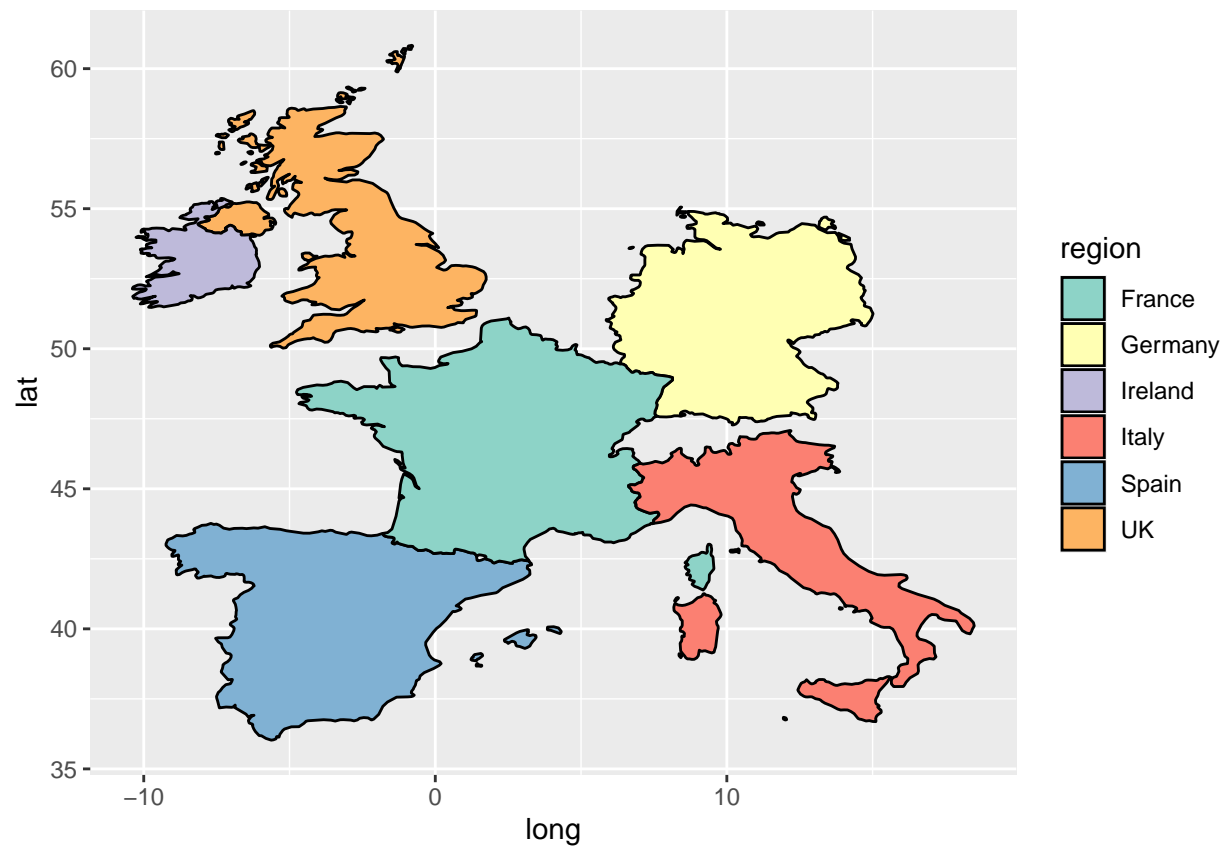 60
55
50
45
40
35
lat
−10
0
10
long
region
France
Germany
Ireland
Italy
Spain
UK